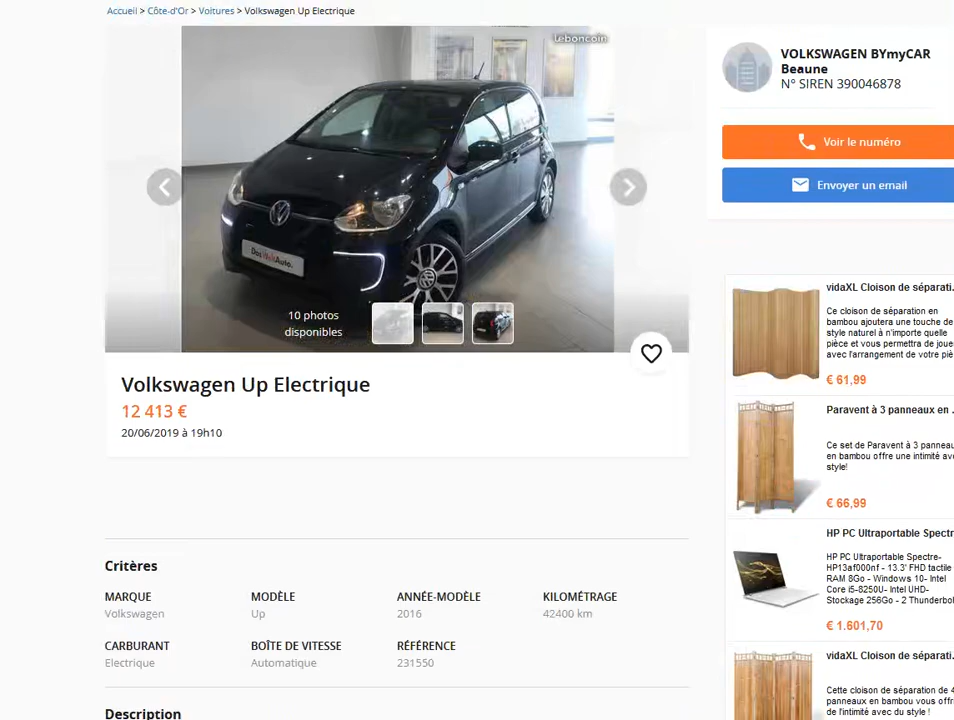 Accueil > Côte-d'Or > Voitures > Volkswagen Up Electrique
leboncoin
Das WeltAuto.
10 photos
disponibles
Volkswagen Up Electrique
12 413 €
20/06/2019 à 19h10
Critères
MARQUE
Volkswagen
MODÈLE
Up
ANNÉE-MODÈLE
2016
KILOMÉTRAGE
42400 km
CARBURANT
Electrique
BOÎTE DE VITESSE
Automatique
RÉFÉRENCE
231550
Description
VOLKSWAGEN BYmyCAR
Beaune
N° SIREN 390046878
Voir le numéro
Envoyer un email
vidaXL Cloison de séparati.
Ce cloison de séparation en
bambou ajoutera une touche de
style naturel à n'importe quelle
pièce et vous permettra de joue
avec l'arrangement de votre piè
€ 61,99
Paravent à 3 panneaux en .
Ce set de Paravent à 3 panneau
en bambou offre une intimité ave
style!
€ 66,99
HP PC Ultraportable Spectr
HP PC Ultraportable Spectre-
HP13af000nf - 13.3' FHD tactile
RAM 8Go - Windows 10- Intel
Core i5-8250U- Intel UHD-
Stockage 256Go - 2 Thunderbol
€ 1.601,70
vidaXL Cloison de séparati.
Cette cloison de séparation de 4
panneaux en bambou vous offr
de l'intimité avec du style !